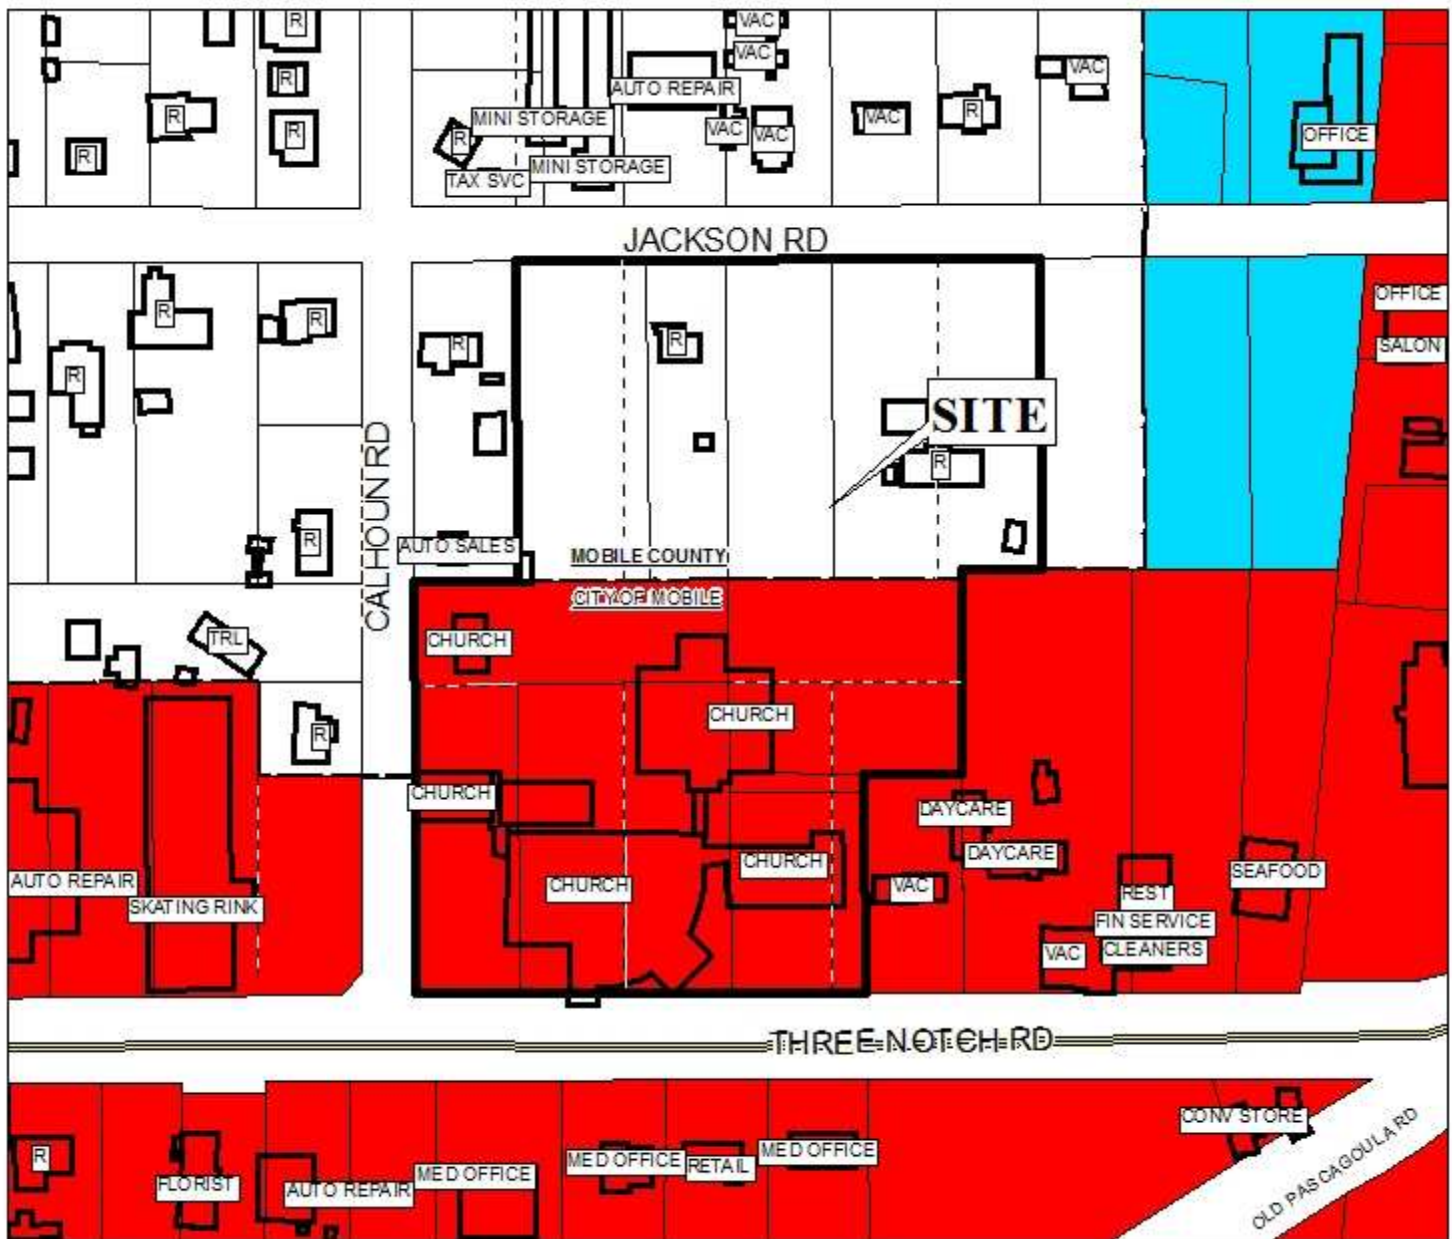 R
VAC
VAC
R
VAC
AUTO REPAIR
R
MINI STORAGE
VAC
R
R
R
VAC
VAC
OFFICE
R
MINI STORAGE
TAX SVC
JACKSON RD
OFFICE
R
R
R
R
SALON
R
SITE
R
CALHOUN RD
R
AUTO SALES
MOBILE COUNTY
CITY OF MOBILE
TRL
CHURCH
CHURCH
R
CHURCH
DAYCARE
DAYCARE
CHURCH
CHURCH
VAC
SEAFOOD
AUTO REPAIR
SKATING RINK
REST
FIN SERVICE
VAC
CLEANERS
THREE NOTCH RD
CONV STORE
R
MED OFFICE
MED OFFICE
RETAIL
MED OFFICE
FLORIST
AUTO REPAIR
OLD PASCAGOULA RD